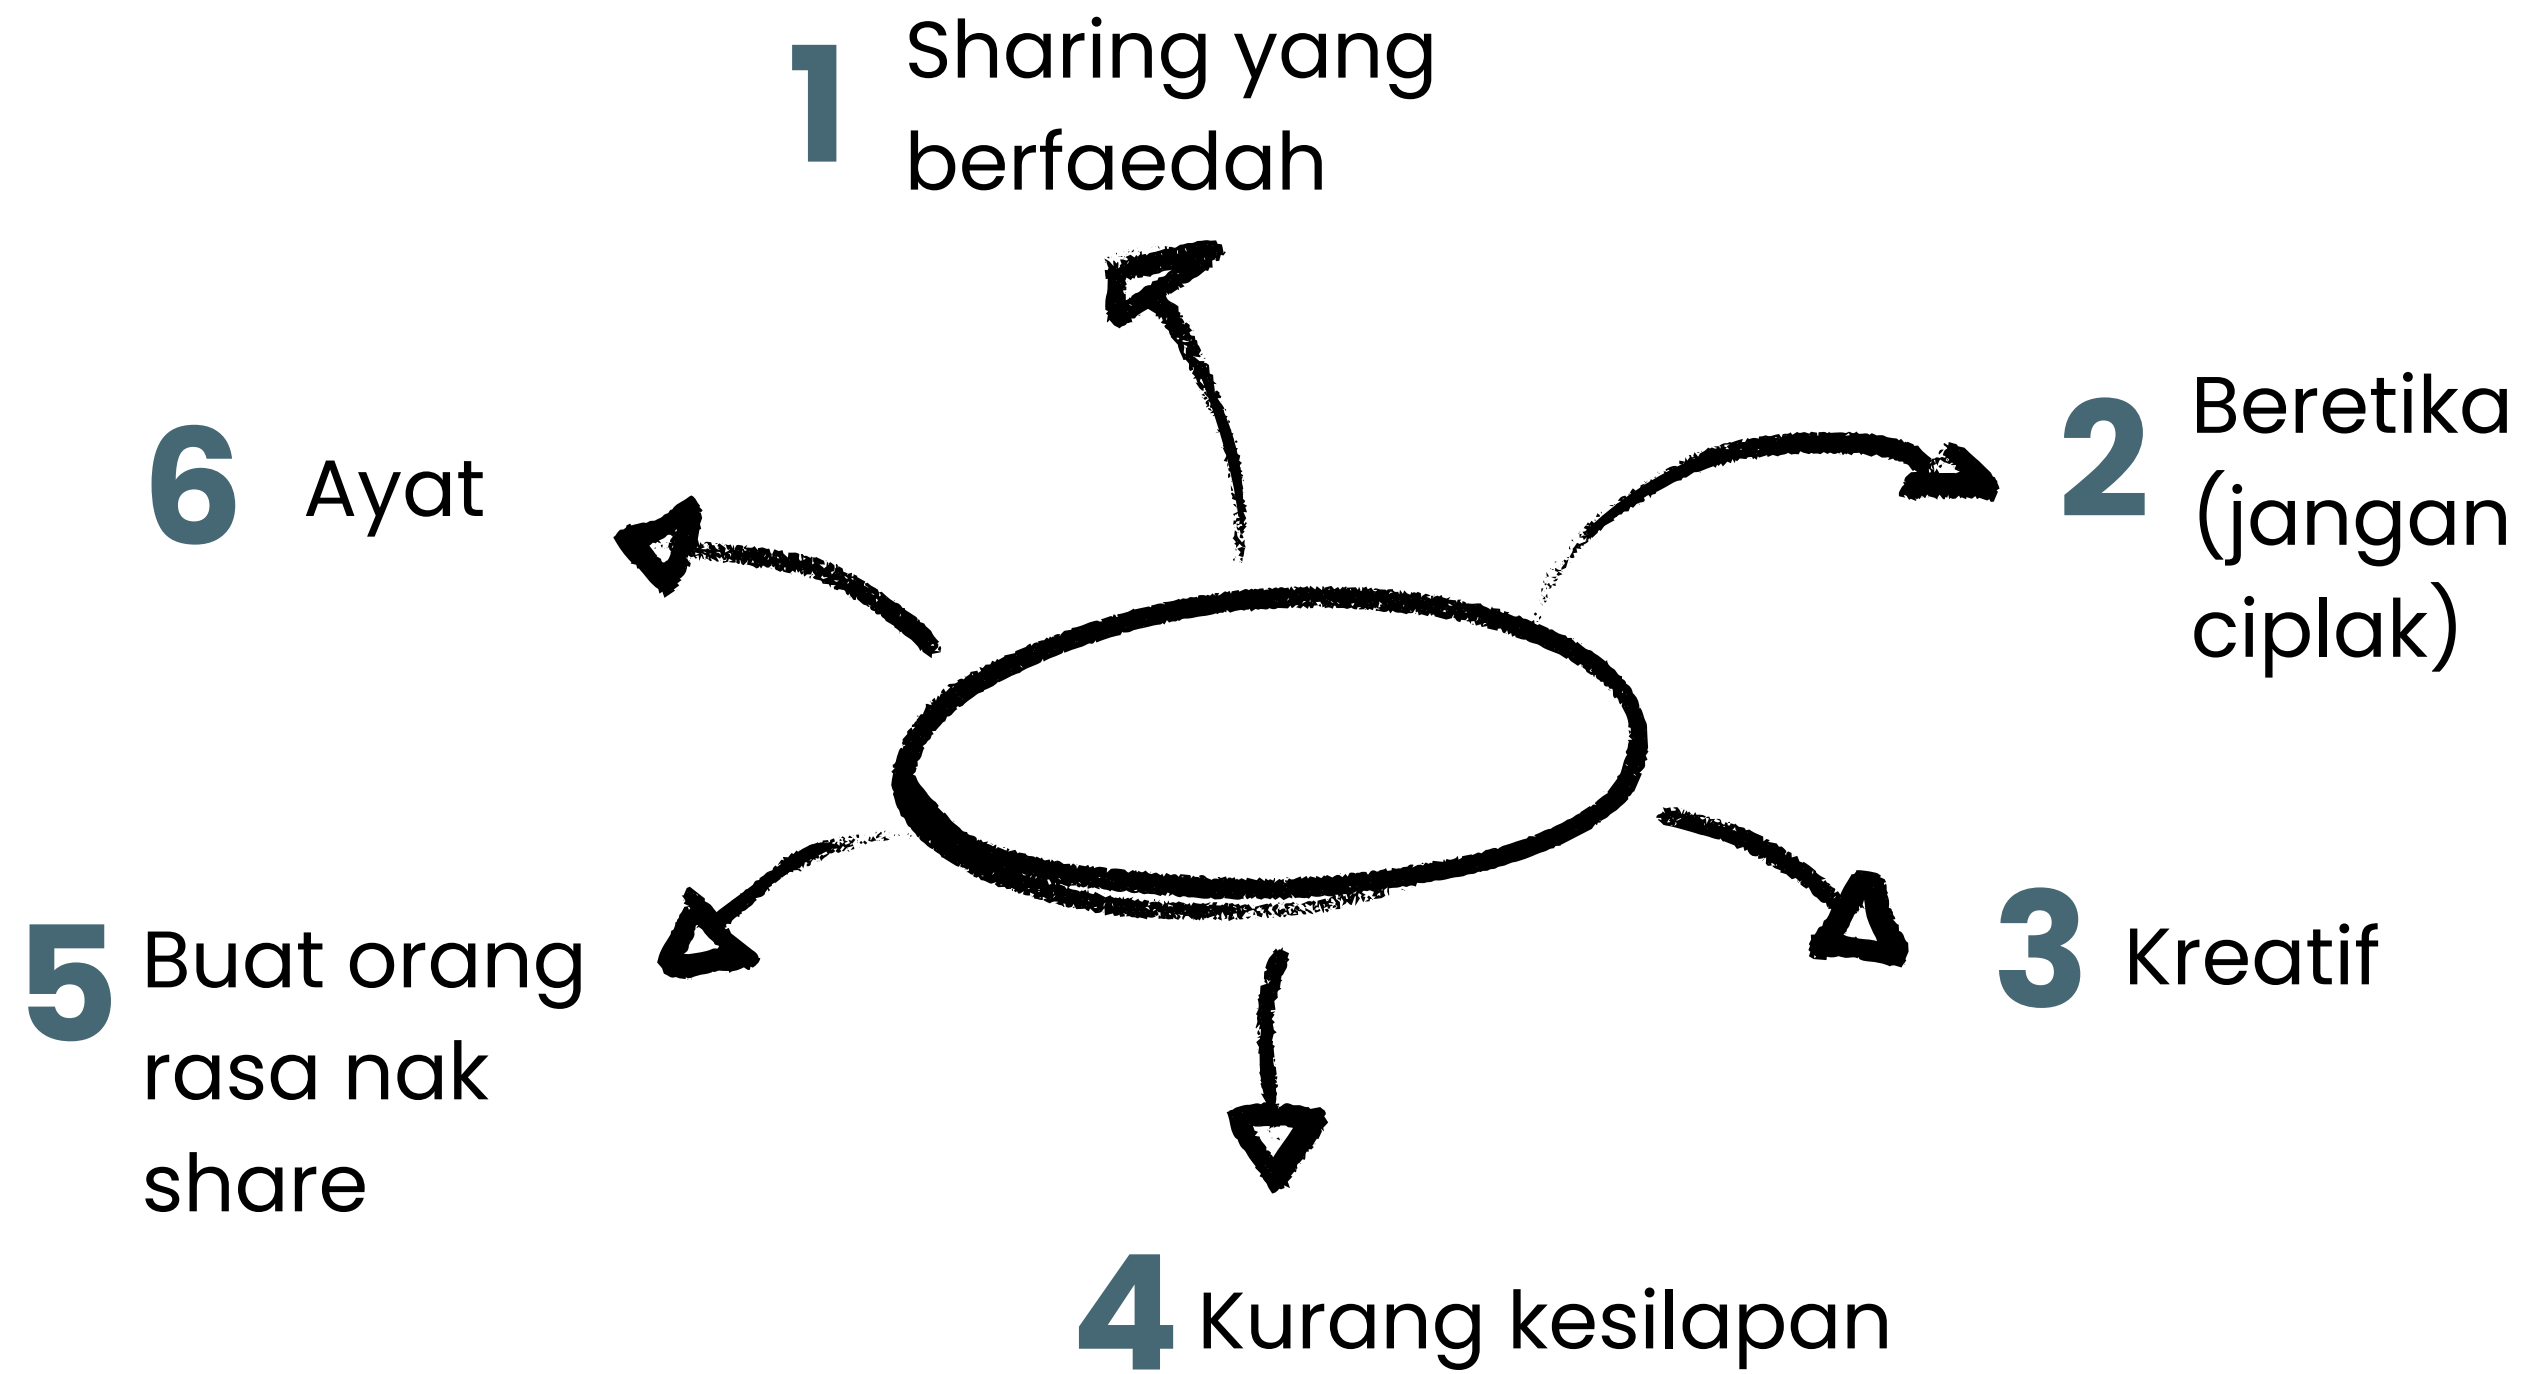 1 Sharing yang
berfaedah
2 Beretika
(jangan
ciplak)
3 Kreatif
4 Kurang kesilapan
5 Buat orang
rasa nak
share
6 Ayat